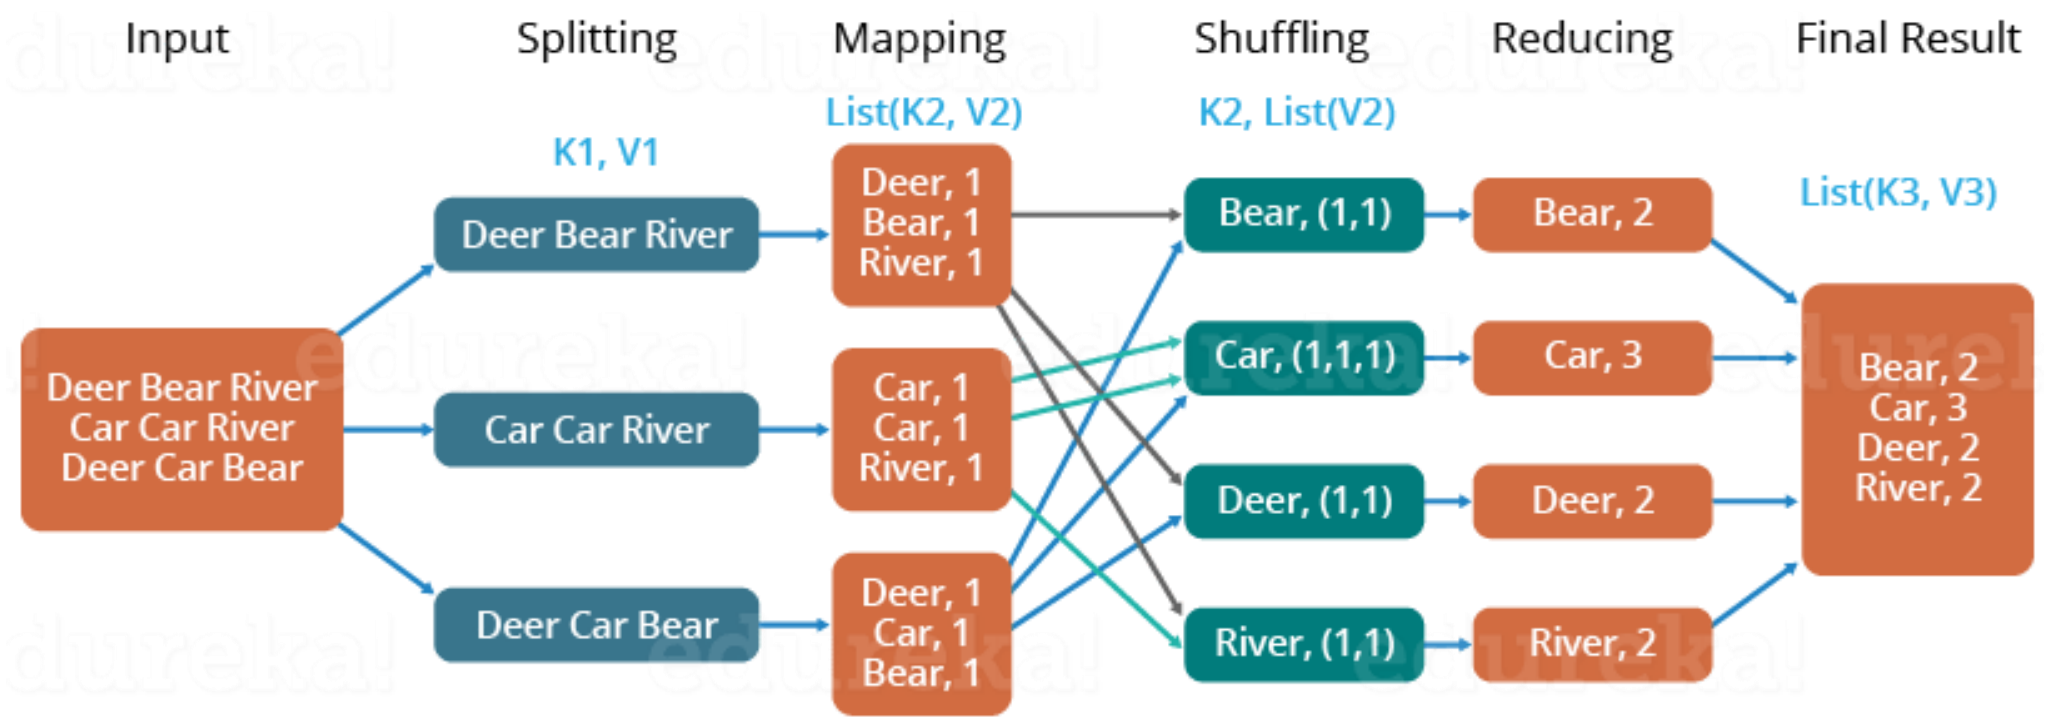 Input
Splitting
Mapping
Shuffling
Reducing
Final Result
K1, V1
List(K2, V2)
K2, List(V2)
List(K3, V3)
Deer Bear River
Car Car River
Deer Car Bear
Deer Bear River
Car Car River
Deer Car Bear
Deer, 1
Bear, 1
River, 1
Car, 1
Car, 1
River, 1
Deer, 1
Car, 1
Bear, 1
Bear, (1,1)
Car, (1,1,1)
Deer, (1,1)
River, (1,1)
Bear, 2
Car, 3
Deer, 2
River, 2
Bear, 2
Car, 3
Deer, 2
River, 2
edureka!